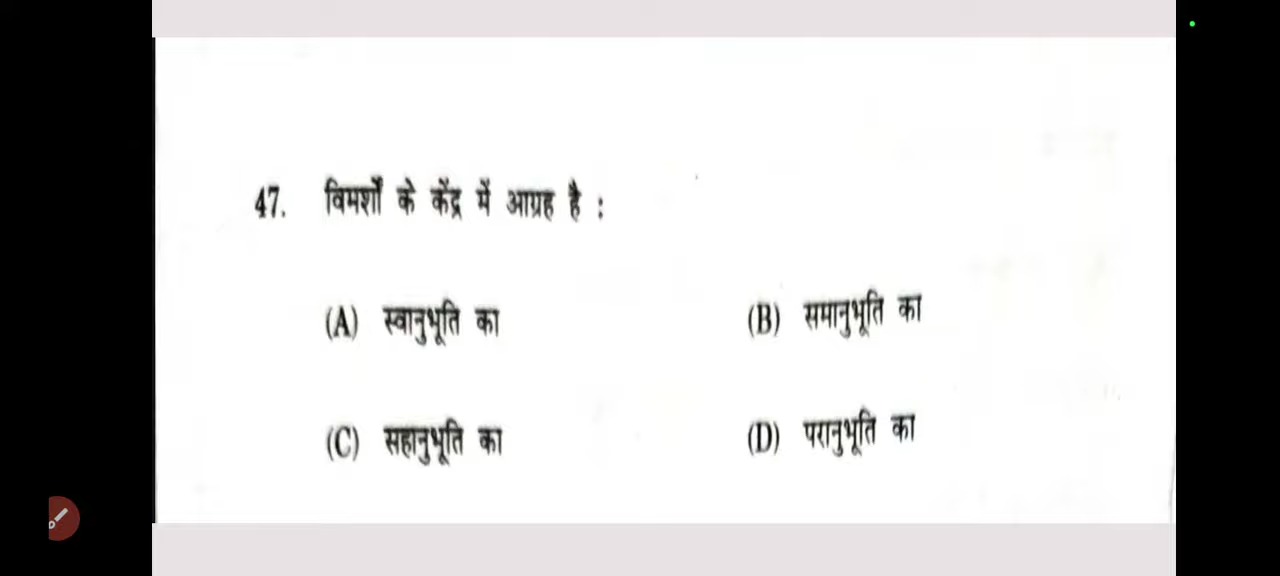 47. विमर्शों के केंद्र में आग्रह है :
(A) स्वानुभूति का (B) समानुभूति का
(C) सहानुभूति का (D) परानुभूति का